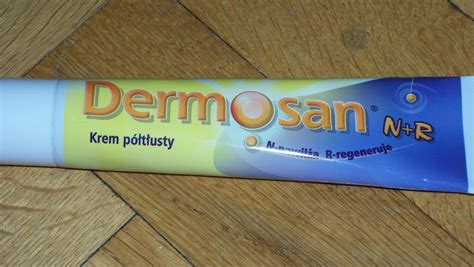 Dermosan®
N+R
Krem półtłusty
N-nawilża R-regeneruje